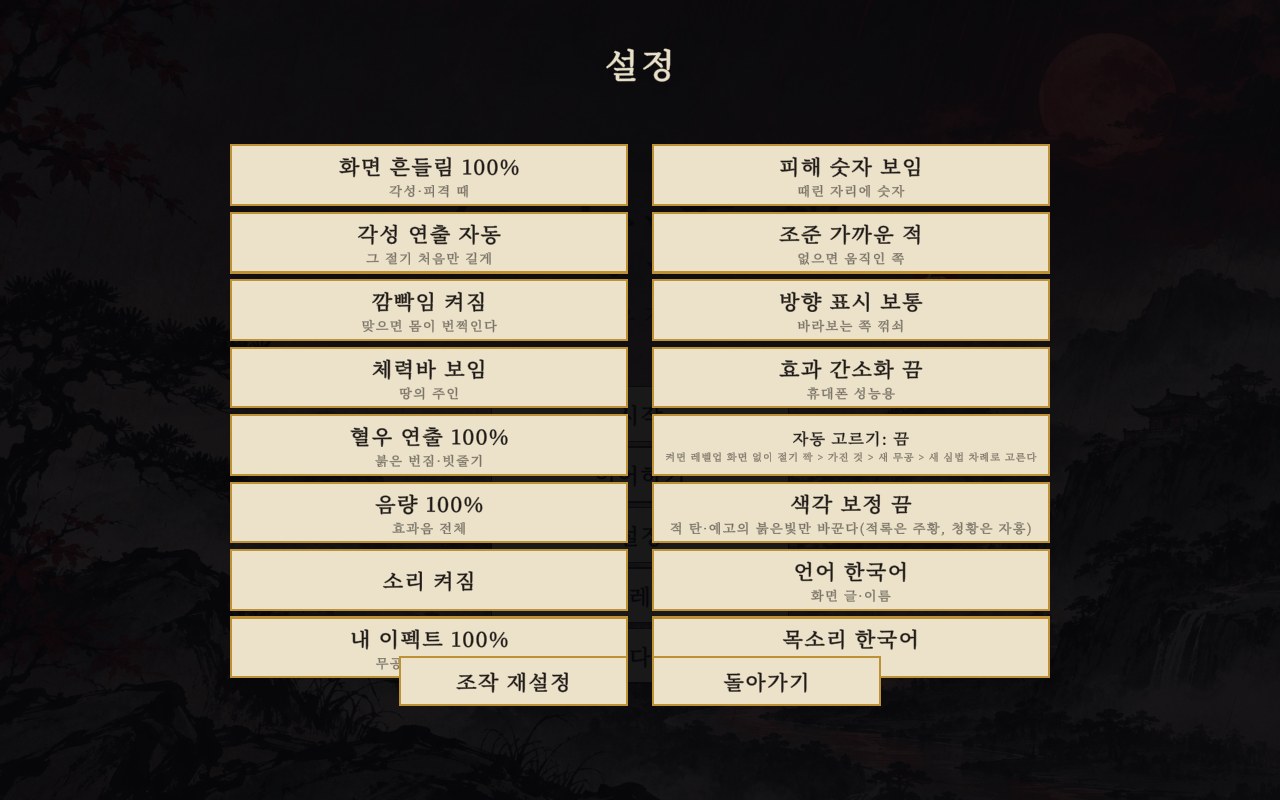 설정
화면 흔들림 100%
각성·피격 때
피해 숫자 보임
때린 자리에 숫자
각성 연출 자동
그 절기 처음만 길게
조준 가까운 적
없으면 움직인 쪽
깜빡임 켜짐
맞으면 몸이 번쩍인다
방향 표시 보통
바라보는 쪽 꺾쇠
체력바 보임
땅의 주인
효과 간소화 끔
휴대폰 성능용
혈우 연출 100%
붉은 번짐·빗줄기
자동 고르기: 끔
켜면 레벨업 화면 없이 절기 짝 > 가진 것 > 새 무공 > 새 심법 차례로 고른다
음량 100%
효과음 전체
색각 보정 끔
적 탄·예고의 붉은빛만 바꾼다(적록은 주황, 청황은 자홍)
소리 켜짐
언어 한국어
화면 글·이름
내 이펙트 100%
목소리 한국어
조작 재설정
돌아가기